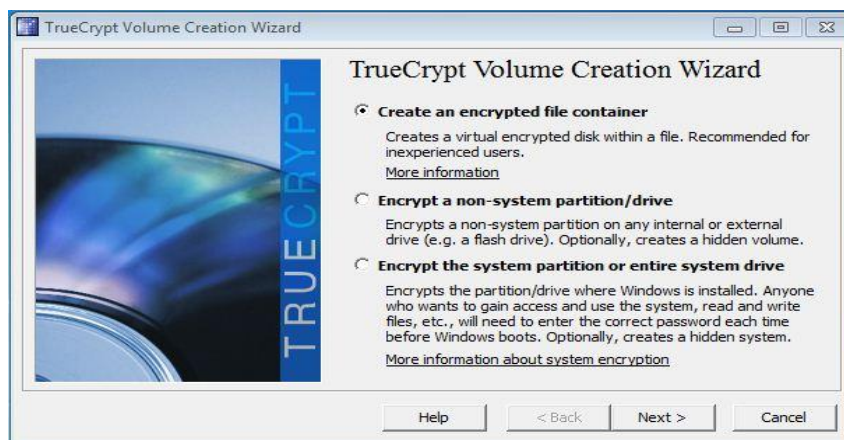 TrueCrypt Volume Creation Wizard
TRUECRYPT
TrueCrypt Volume Creation Wizard
Create an encrypted file container
Creates a virtual encrypted disk within a file. Recommended for
inexperienced users.
More information
Encrypt a non-system partition/drive
Encrypts a non-system partition on any internal or external
drive (e.g. a flash drive). Optionally, creates a hidden volume.
Encrypt the system partition or entire system drive
Encrypts the partition/drive where Windows is installed. Anyone
who wants to gain access and use the system, read and write
files, etc., will need to enter the correct password each time
before Windows boots. Optionally, creates a hidden system.
More information about system encryption
Help < Back Next > Cancel